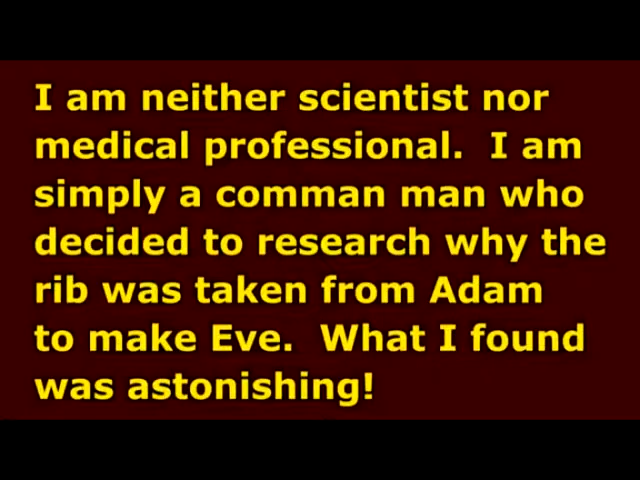 I am neither scientist nor
medical professional.  I am
simply a comman man who
decided to research why the
rib was taken from Adam
to make Eve.  What I found
was astonishing!